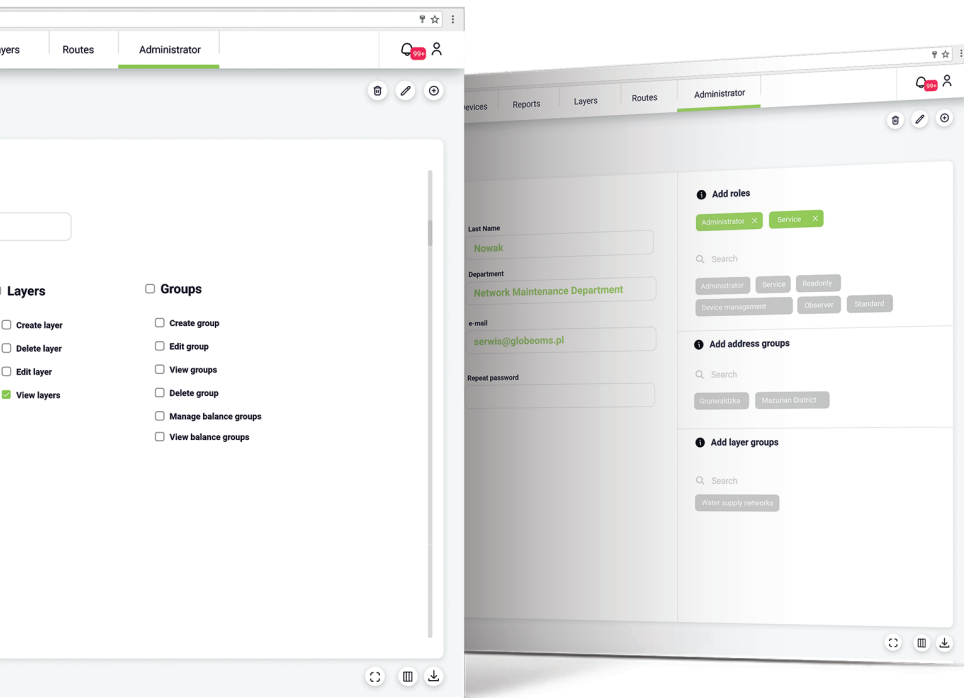 Routes
Administrator
99+
Layers
Create layer
Delete layer
Edit layer
View layers
Groups
Create group
Edit group
View groups
Delete group
Manage balance groups
View balance groups
Reports
Layers
Routes
Administrator
99+
Last Name
Nowak
Department
Network Maintenance Department
e-mail
serwis@globeoms.pl
Repeat password
Add roles
Administrator X
Service X
Search
Administrator
Service
Readonly
Device management
Observer
Standard
Add address groups
Search
Grunwaldzka
Mazurian District
Add layer groups
Search
Water supply networks